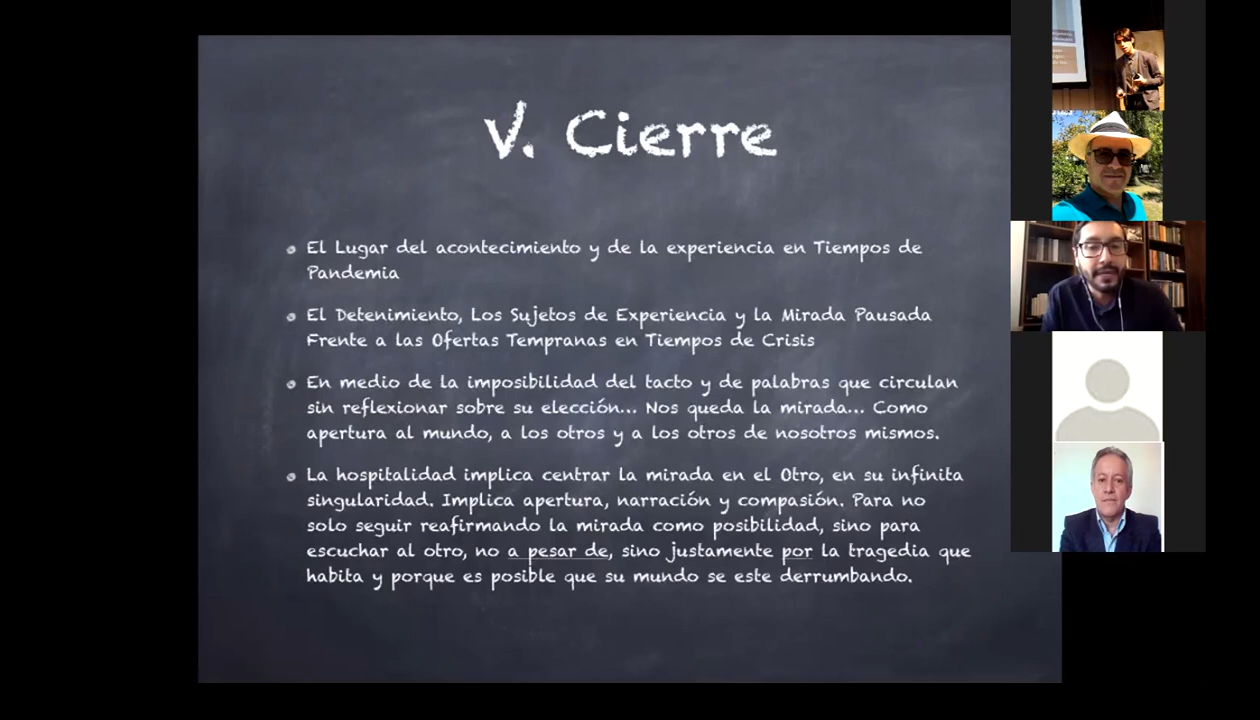 V. Cierre
El Lugar del acontecimiento y de la experiencia en Tiempos de
Pandemia
El Detenimiento, Los Sujetos de Experiencia y la Mirada Pausada
Frente a las Ofertas Tempranas en Tiempos de Crisis
En medio de la imposibilidad del tacto y de palabras que circulan
sin reflexionar sobre su elección... Nos queda la mirada... Como
apertura al mundo, a los otros y a los otros de nosotros mismos.
La hospitalidad implica centrar la mirada en el Otro, en su infinita
singularidad. Implica apertura, narración y compasión. Para no
solo seguir reafirmando la mirada como posibilidad, sino para
escuchar al otro, no a pesar de, sino justamente por la tragedia que
habita y porque es posible que su mundo se este derrumbando.